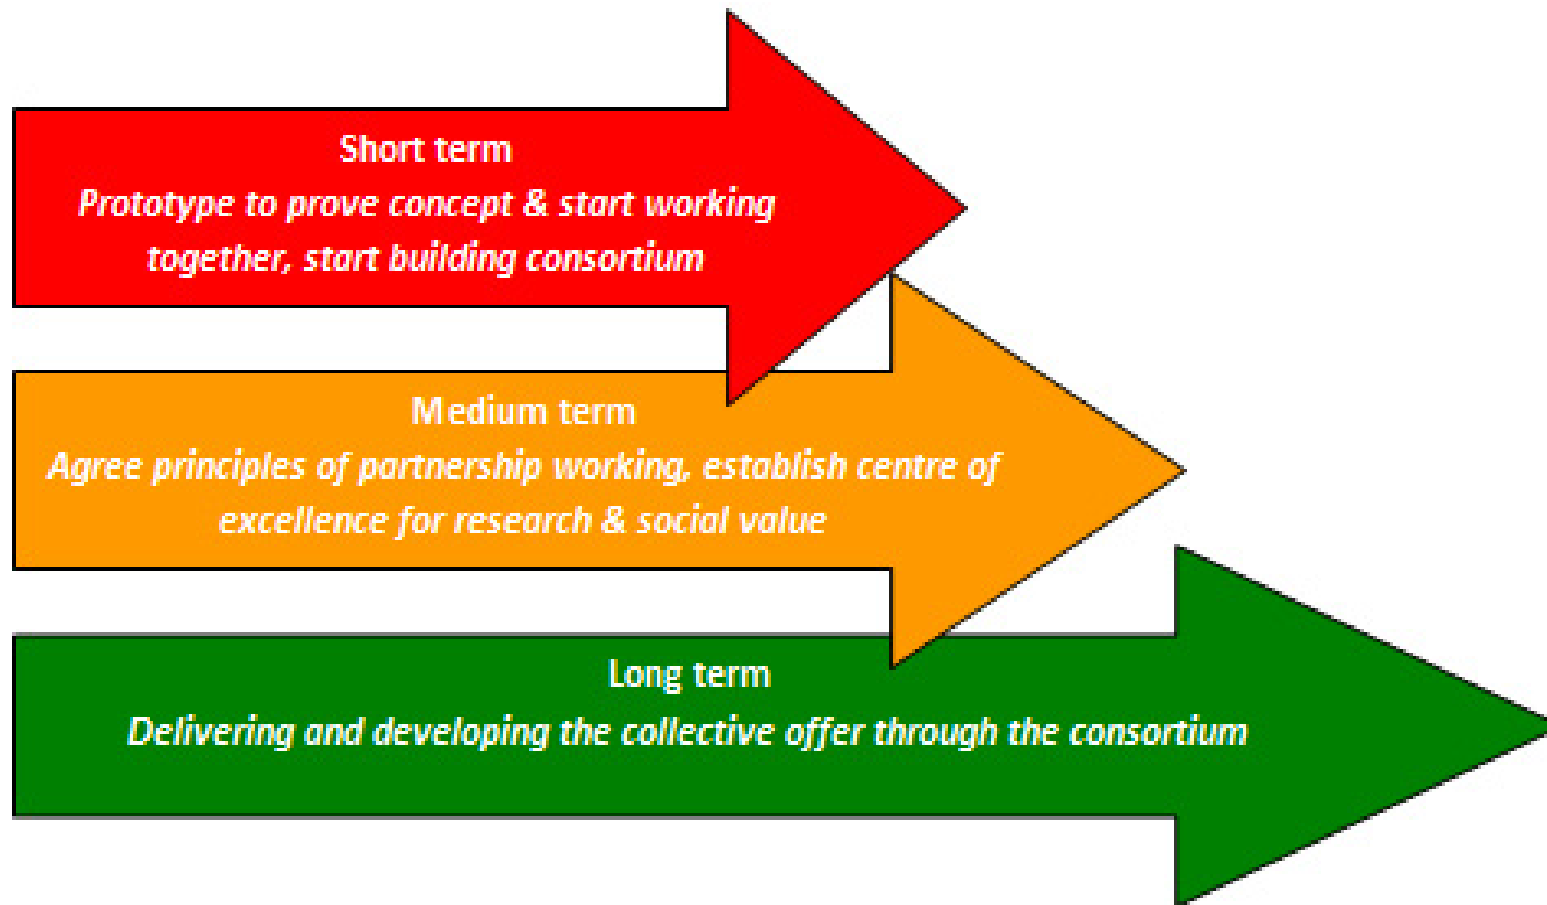 Short term
Prototype to prove concept & start working
together, start building consortium
Medium term
Agree principles of partnership working, establish centre of
excellence for research & social value
Long term
Delivering and developing the collective offer through the consortium